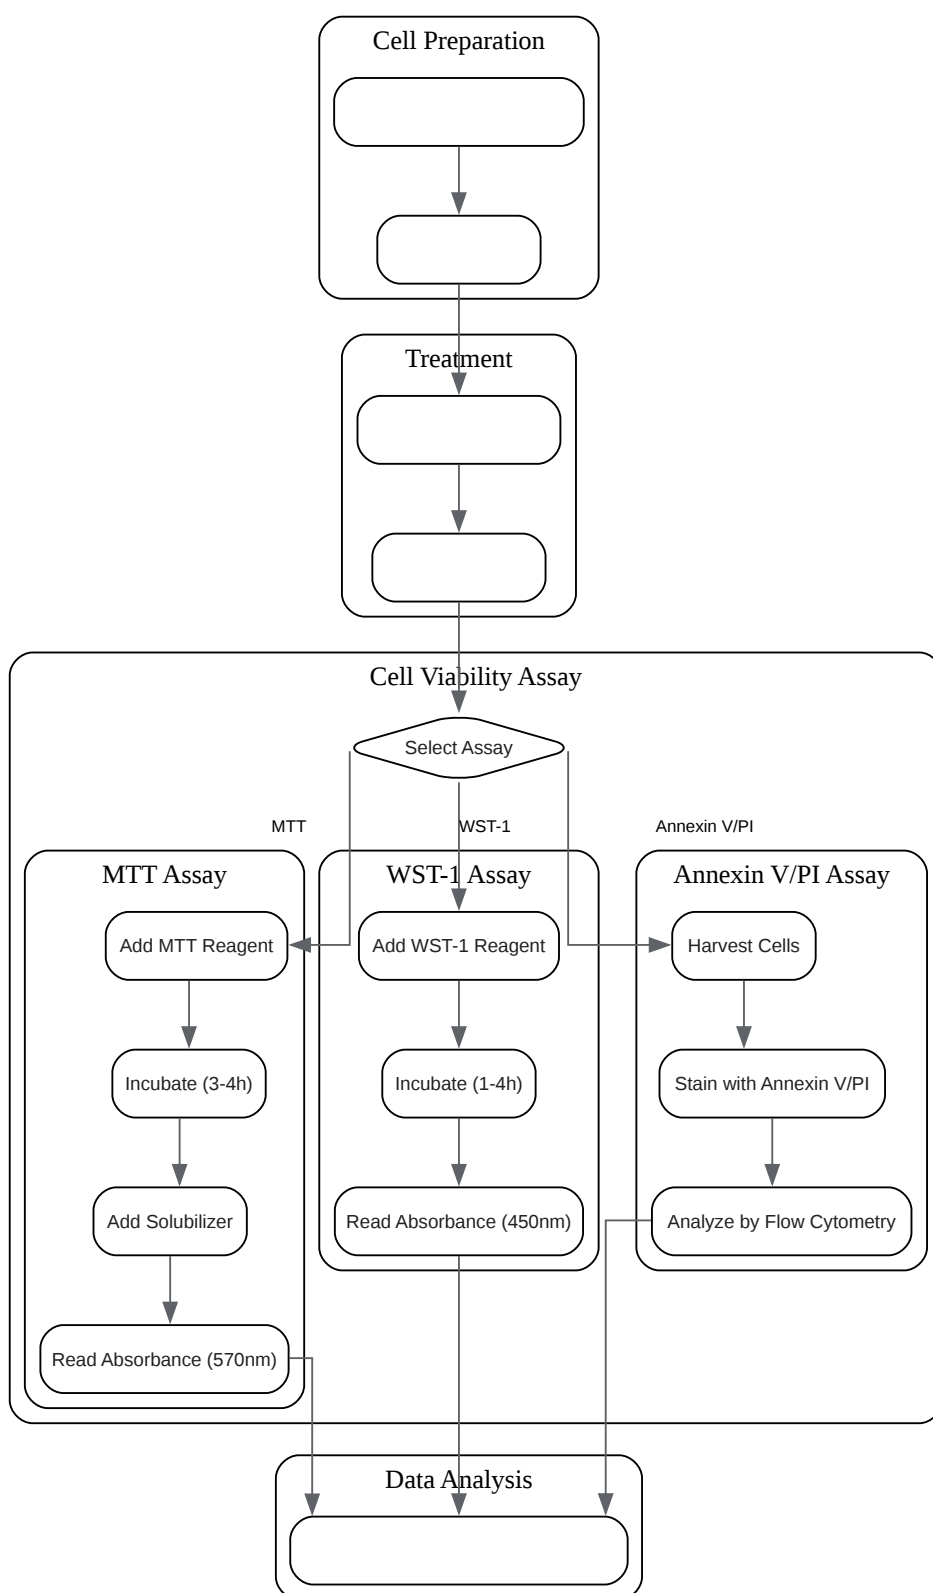 Cell Preparation
Treatment
Cell Viability Assay
Select Assay
MTT
WST-1
Annexin V/PI
MTT Assay
WST-1 Assay
Annexin V/PI Assay
Add MTT Reagent
Add WST-1 Reagent
Harvest Cells
Incubate (3-4h)
Incubate (1-4h)
Stain with Annexin V/PI
Add Solubilizer
Read Absorbance (450nm)
Analyze by Flow Cytometry
Read Absorbance (570nm)
Data Analysis